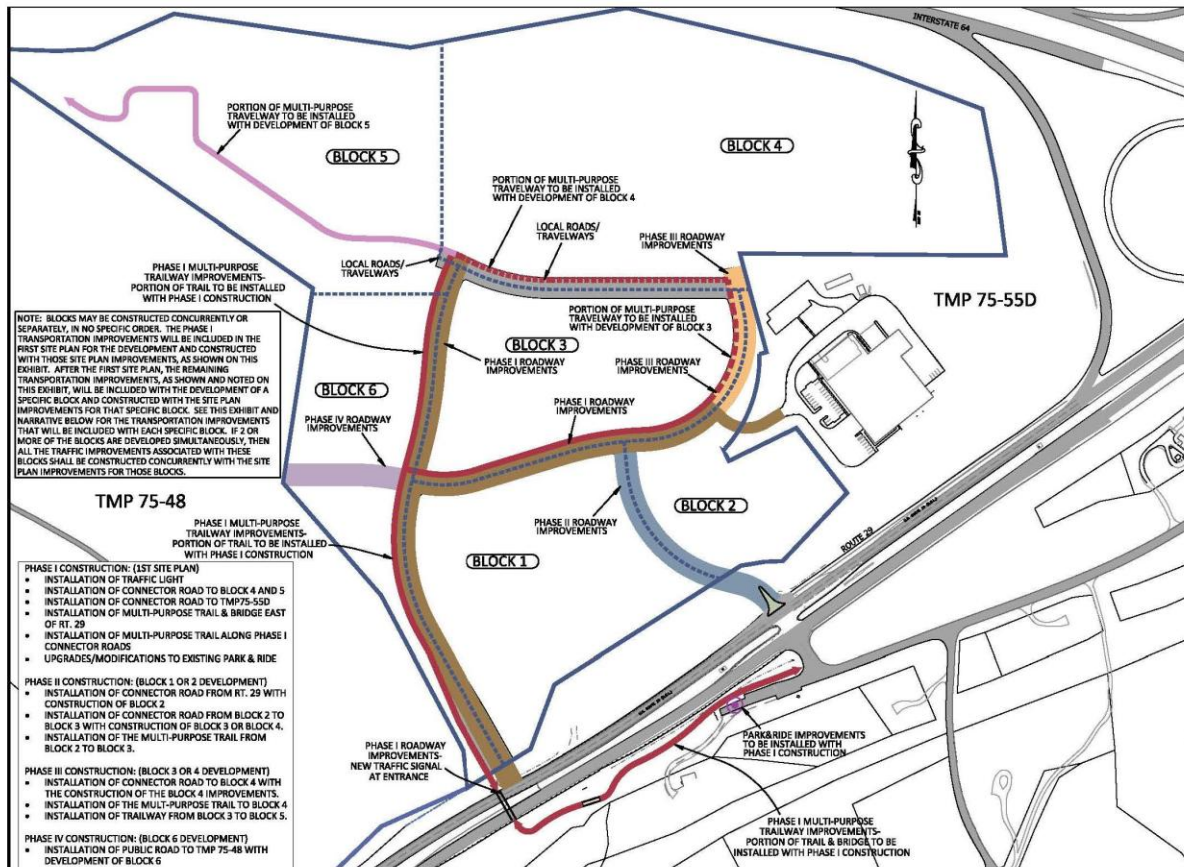 INTERSTATE 64
PORTION OF MULTI-PURPOSE
TRAVELWAY TO BE INSTALLED
WITH DEVELOPMENT OF BLOCK 5
BLOCK 5
BLOCK 4
PORTION OF MULTI-PURPOSE
TRAVELWAY TO BE INSTALLED
WITH DEVELOPMENT OF BLOCK 4
LOCAL ROADS/
TRAVELWAYS
PHASE III ROADWAY
IMPROVEMENTS
LOCAL ROADS/
TRAVELWAYS
PHASE I MULTI-PURPOSE
TRAILWAY IMPROVEMENTS-
PORTION OF TRAIL TO BE INSTALLED
WITH PHASE I CONSTRUCTION
TMP 75-55D
PORTION OF MULTI-PURPOSE
TRAVELWAY TO BE INSTALLED
WITH DEVELOPMENT OF BLOCK 3
NOTE: BLOCKS MAY BE CONSTRUCTED CONCURRENTLY OR
SEPARATELY, IN NO SPECIFIC ORDER. THE PHASE I
TRANSPORTATION IMPROVEMENTS WILL BE INCLUDED IN THE
FIRST SITE PLAN FOR THE DEVELOPMENT AND CONSTRUCTED
WITH THOSE SITE PLAN IMPROVEMENTS, AS SHOWN ON THIS
EXHIBIT. AFTER THE FIRST SITE PLAN, THE REMAINING
TRANSPORTATION IMPROVEMENTS, AS SHOWN AND NOTED ON
THIS EXHIBIT, WILL BE INCLUDED WITH THE DEVELOPMENT OF A
SPECIFIC BLOCK AND CONSTRUCTED WITH THE SITE PLAN
IMPROVEMENTS FOR THAT SPECIFIC BLOCK. SEE THIS EXHIBIT AND
NARRATIVE BELOW FOR THE TRANSPORTATION IMPROVEMENTS
THAT WILL BE INCLUDED WITH EACH SPECIFIC BLOCK. IF 2 OR
MORE OF THE BLOCKS ARE DEVELOPED SIMULTANEOUSLY, THEN
ALL THE TRAFFIC IMPROVEMENTS ASSOCIATED WITH THESE
BLOCKS SHALL BE CONSTRUCTED CONCURRENTLY WITH THE SITE
PLAN IMPROVEMENTS FOR THOSE BLOCKS.
BLOCK 3
PHASE I ROADWAY
IMPROVEMENTS
PHASE III ROADWAY
IMPROVEMENTS
BLOCK 6
PHASE I ROADWAY
IMPROVEMENTS
PHASE IV ROADWAY
IMPROVEMENTS
TMP 75-48
BLOCK 2
PHASE II ROADWAY
IMPROVEMENTS
ROUTE 29
PHASE I MULTI-PURPOSE
TRAILWAY IMPROVEMENTS-
PORTION OF TRAIL TO BE INSTALLED
WITH PHASE I CONSTRUCTION
BLOCK 1
PHASE I CONSTRUCTION: (1ST SITE PLAN)
▪ INSTALLATION OF TRAFFIC LIGHT
▪ INSTALLATION OF CONNECTOR ROAD TO BLOCK 4 AND 5
▪ INSTALLATION OF CONNECTOR ROAD TO TMP75-55D
▪ INSTALLATION OF MULTI-PURPOSE TRAIL & BRIDGE EAST
OF RT. 29
▪ INSTALLATION OF MULTI-PURPOSE TRAIL ALONG PHASE I
CONNECTOR ROADS
▪ UPGRADES/MODIFICATIONS TO EXISTING PARK & RIDE
PHASE II CONSTRUCTION: (BLOCK 1 OR 2 DEVELOPMENT)
▪ INSTALLATION OF CONNECTOR ROAD FROM RT. 29 WITH
CONSTRUCTION OF BLOCK 2
▪ INSTALLATION OF CONNECTOR ROAD FROM BLOCK 2 TO
BLOCK 3 WITH CONSTRUCTION OF BLOCK 3 OR BLOCK 4.
▪ INSTALLATION OF THE MULTI-PURPOSE TRAIL FROM
BLOCK 2 TO BLOCK 3.
PHASE III CONSTRUCTION: (BLOCK 3 OR 4 DEVELOPMENT)
▪ INSTALLATION OF CONNECTOR ROAD TO BLOCK 4 WITH
THE CONSTRUCTION OF THE BLOCK 4 IMPROVEMENTS.
▪ INSTALLATION OF THE MULT-PURPOSE TRAIL TO BLOCK 4
▪ INSTALLATION OF TRAILWAY FROM BLOCK 3 TO BLOCK 5.
PHASE IV CONSTRUCTION: (BLOCK 6 DEVELOPMENT)
▪ INSTALLATION OF PUBLIC ROAD TO TMP 75-48 WITH
DEVELOPMENT OF BLOCK 6
PHASE I ROADWAY
IMPROVEMENTS-
NEW TRAFFIC SIGNAL
AT ENTRANCE
PARK&RIDE IMPROVEMENTS
TO BE INSTALLED WITH
PHASE I CONSTRUCTION
PHASE I MULTI-PURPOSE
TRAILWAY IMPROVEMENTS-
PORTION OF TRAIL & BRIDGE TO BE
INSTALLED WITH PHASE I CONSTRUCTION